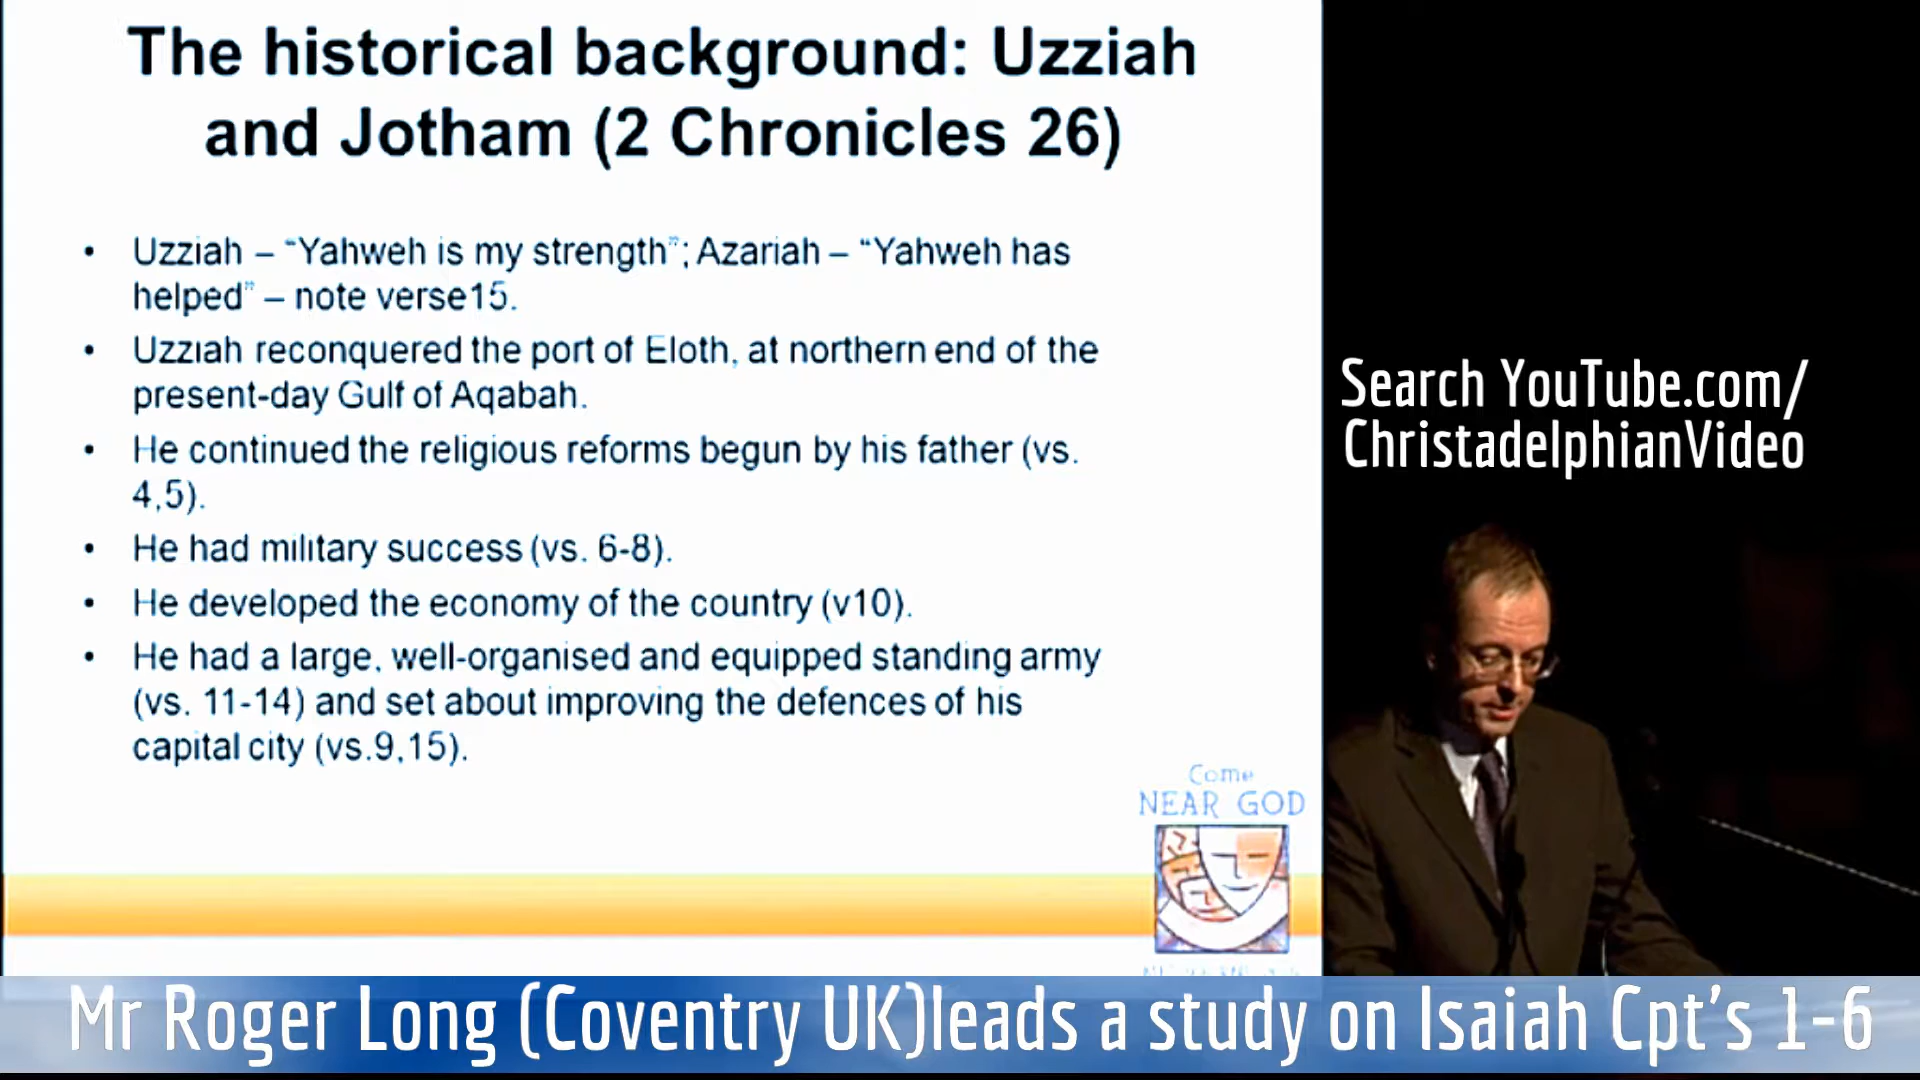 The historical background: Uzziah
and Jotham (2 Chronicles 26)
• Uzziah – “Yahweh is my strength”; Azariah – “Yahweh has
helped” – note verse15.
• Uzziah reconquered the port of Eloth, at northern end of the
present-day Gulf of Aqabah.
• He continued the religious reforms begun by his father (vs.
4,5).
• He had military success (vs. 6-8).
• He developed the economy of the country (v10).
• He had a large, well-organised and equipped standing army
(vs. 11-14) and set about improving the defences of his
capital city (vs.9,15).
Come
NEAR GOD
Search YouTube.com/
ChristadelphianVideo
Mr Roger Long (Coventry UK)leads a study on Isaiah Cpt's 1-6